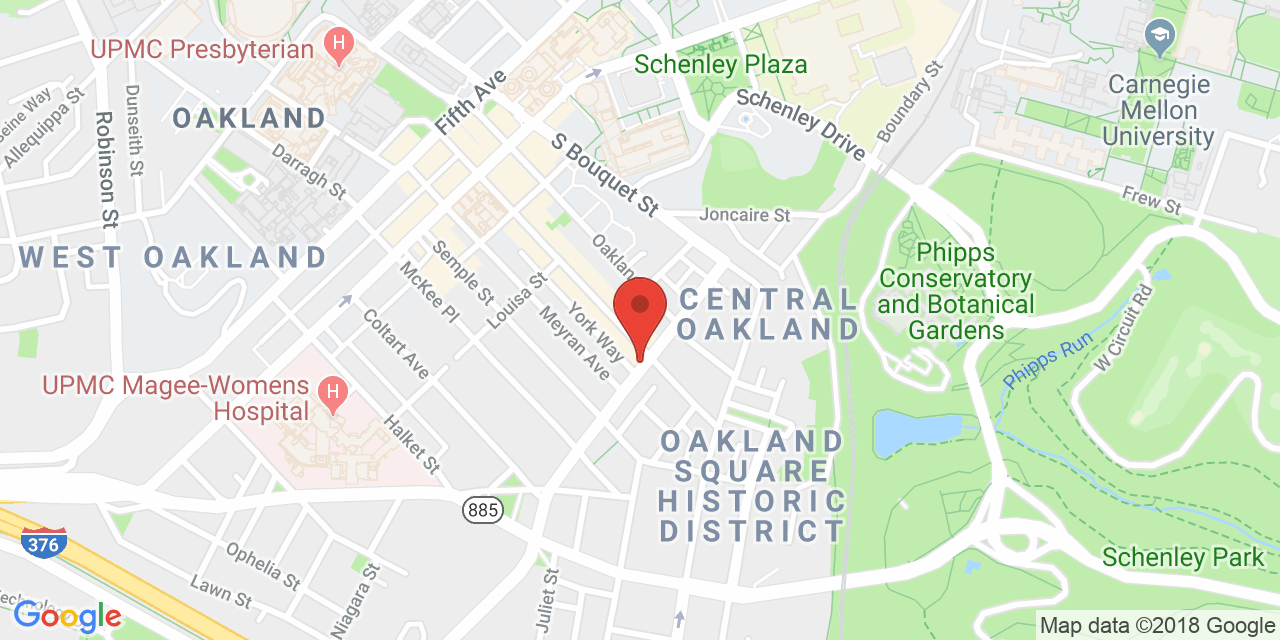 UPMC Presbyterian
H
Schenley Plaza
Carnegie
Mellon
University
Fifth Ave
Schenley Drive
Boundary St
Allequippa St
Robinson St
Dunseith St
OAKLAND
Darragh St
S Bouquet St
Joncaire St
Frew St
WEST OAKLAND
Semple St
McKee Pl
Louisa St
Oaklan
CENTRAL
OAKLAND
Phipps
Conservatory
and Botanical
Gardens
W Circuit Rd
Phipps Run
York Way
Meyran Ave
Coltart Ave
UPMC Magee-Womens
Hospital
H
Halket St
OAKLAND
SQUARE
HISTORIC
DISTRICT
885
376
Ophelia St
Lawn St
Niagara St
Juliet St
Schenley Park
Google
Map data ©2018 Google